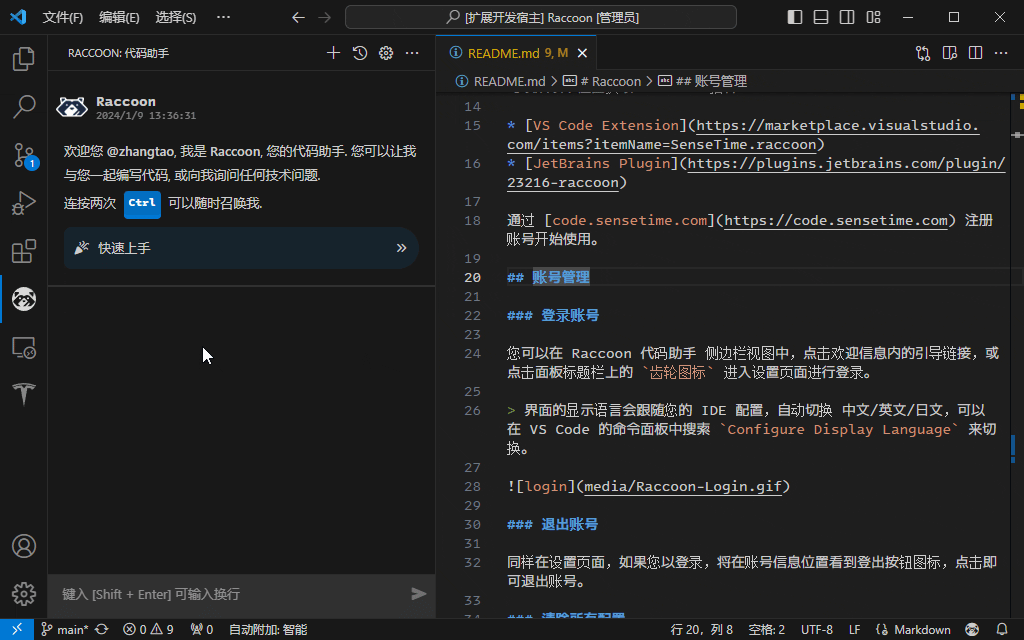 文件(F) 编辑(E) 选择(S) ··· [扩展开发宿主] Raccoon [管理员]
RACCOON: 代码助手
README.md 9, M
README.md > # Raccoon > ## 账号管理
Raccoon
2024/1/9 13:36:31
欢迎您 @zhangtao, 我是 Raccoon, 您的代码助手. 您可以让我
与您一起编写代码, 或向我询问任何技术问题.
连按两次 Ctrl 可以随时召唤我.
快速上手
键入 [Shift + Enter] 可输入换行
14
15 * [VS Code Extension](https://marketplace.visualstudio.
com/items?itemName=SenseTime.raccoon)
16 * [JetBrains Plugin](https://plugins.jetbrains.com/plugin/
23216-raccoon)
17
18 通过 [code.sensetime.com](https://code.sensetime.com) 注册
账号开始使用。
19
20 ## 账号管理
21
22 ### 登录账号
23
24 您可以在 Raccoon 代码助手 侧边栏视图中，点击欢迎信息内的引导链接，或
点击面板标题栏上的 `齿轮图标` 进入设置页面进行登录。
25
26 > 界面的显示语言会跟随您的 IDE 配置，自动切换 中文/英文/日文，可以
在 VS Code 的命令面板中搜索 `Configure Display Language` 来切
换。
27
28 ![login](media/Raccoon-Login.gif)
29
30 ### 退出账号
31
32 同样在设置页面，如果您以登录，将在账号信息位置看到登出按钮图标，点击即
可退出账号。
33
34 ### 清除所有配置
1
main* 0 9 0 自动附加: 智能 行 20，列 8 空格: 2 UTF-8 LF Markdown